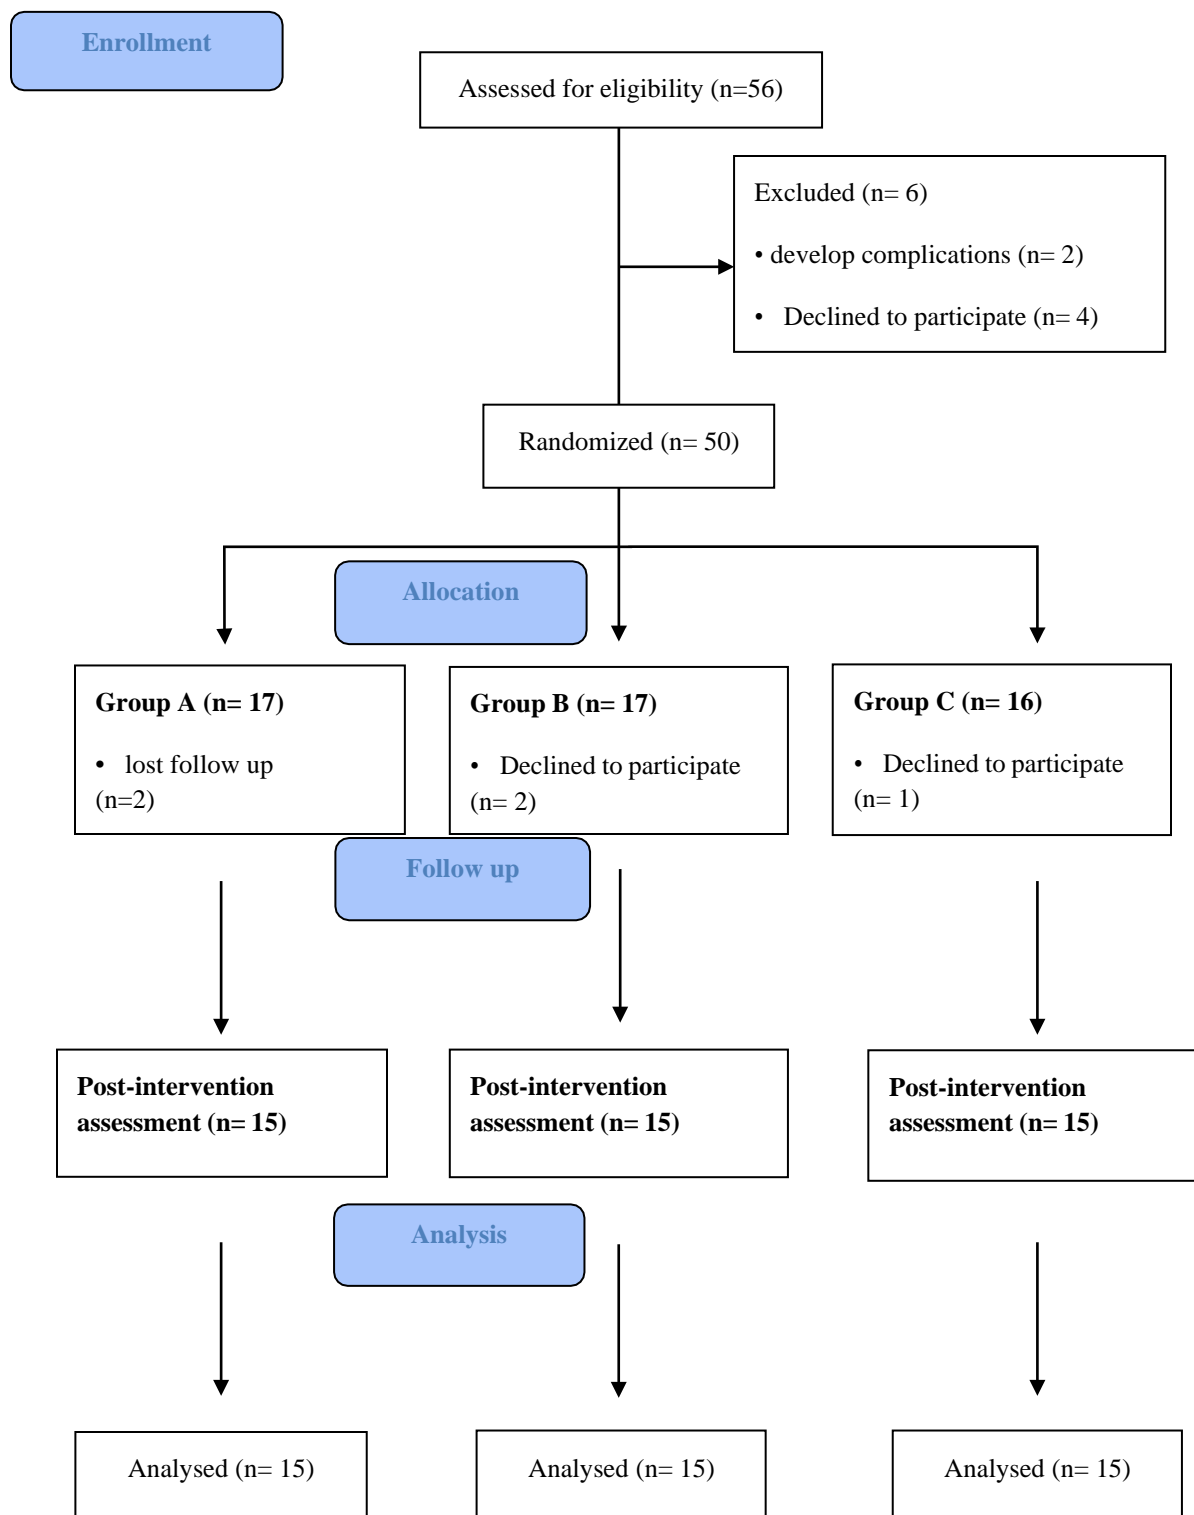 Enrollment
Assessed for eligibility (n=56)
Excluded (n= 6)
• develop complications (n= 2)
• Declined to participate (n= 4)
Randomized (n= 50)
Allocation
Group A (n= 17)
• lost follow up
(n=2)
Group B (n= 17)
• Declined to participate
(n= 2)
Group C (n= 16)
• Declined to participate
(n= 1)
Follow up
Post-intervention
assessment (n= 15)
Post-intervention
assessment (n= 15)
Post-intervention
assessment (n= 15)
Analysis
Analysed (n= 15)
Analysed (n= 15)
Analysed (n= 15)